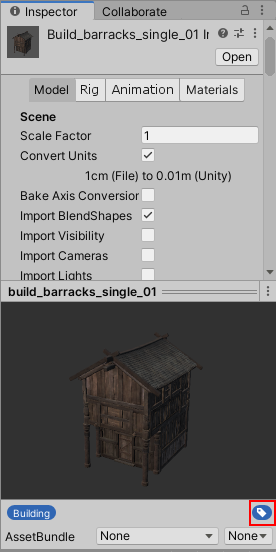 Inspector Collaborate
Build_barracks_single_01 Ir
Open
Model Rig Animation Materials
Scene
Scale Factor 1
Convert Units
1cm (File) to 0.01m (Unity)
Bake Axis Conversior
Import BlendShapes
Import Visibility
Import Cameras
Import Lights
build_barracks_single_01
Building
AssetBundle None None